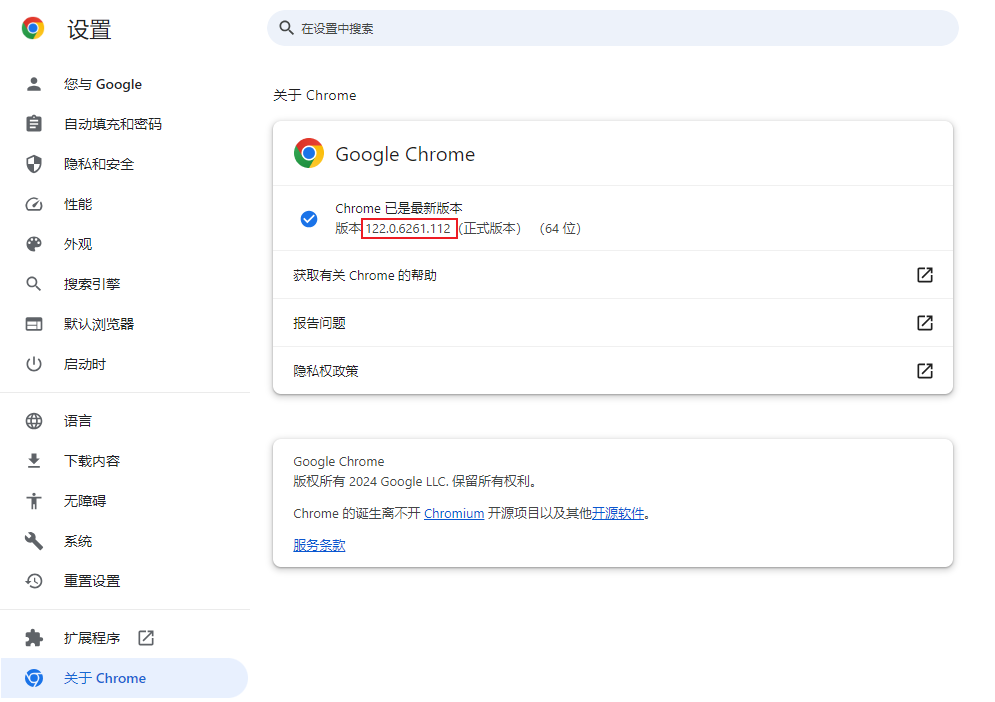 设置
在设置中搜索
您与 Google
自动填充和密码
隐私和安全
性能
外观
搜索引擎
默认浏览器
启动时
语言
下载内容
无障碍
系统
重置设置
扩展程序
关于 Chrome
关于 Chrome
Google Chrome
Chrome 已是最新版本
版本 122.0.6261.112 (正式版本) (64 位)
获取有关 Chrome 的帮助
报告问题
隐私权政策
Google Chrome
版权所有 2024 Google LLC. 保留所有权利。
Chrome 的诞生离不开 Chromium 开源项目以及其他开源软件。
服务条款